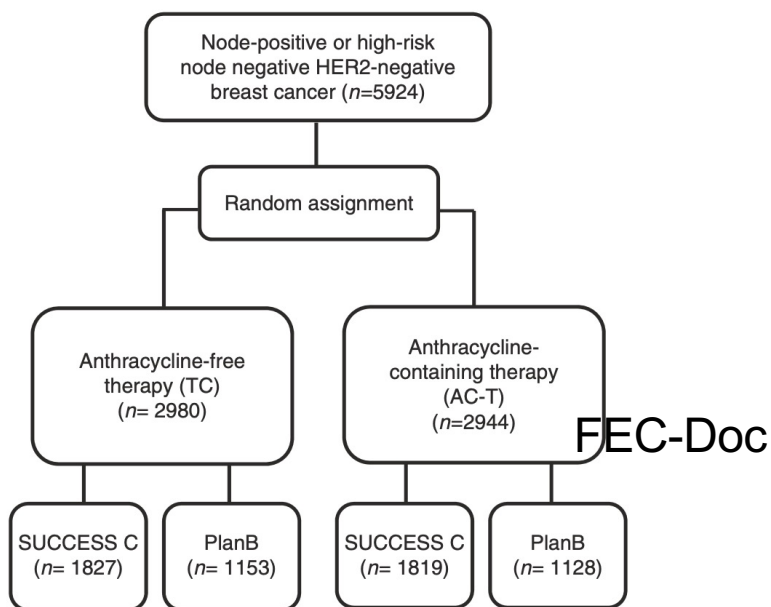 Node-positive or high-risk
node negative HER2-negative
breast cancer (n=5924)
Random assignment
Anthracycline-free
therapy (TC)
(n= 2980)
Anthracycline-
containing therapy
(AC-T)
(n=2944)
FEC-Doc
SUCCESS C
(n= 1827)
PlanB
(n= 1153)
SUCCESS C
(n= 1819)
PlanB
(n= 1128)